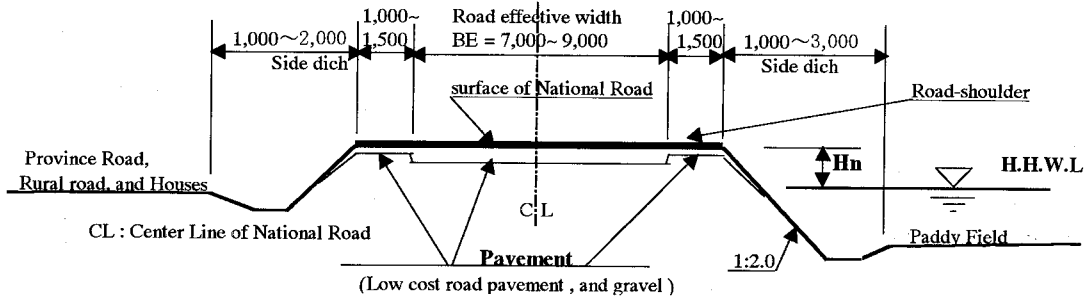 1,000~ Road effective width 1,000~
1,000~2,000 1,500 BE = 7,000~ 9,000 1,500 1,000~3,000
Side dich Side dich
surface of National Road Road-shoulder
Province Road,
Rural road, and Houses
Hn H.H.W.L
C L
CL : Center Line of National Road Paddy Field
Pavement 1:2.0
(Low cost road pavement , and gravel )